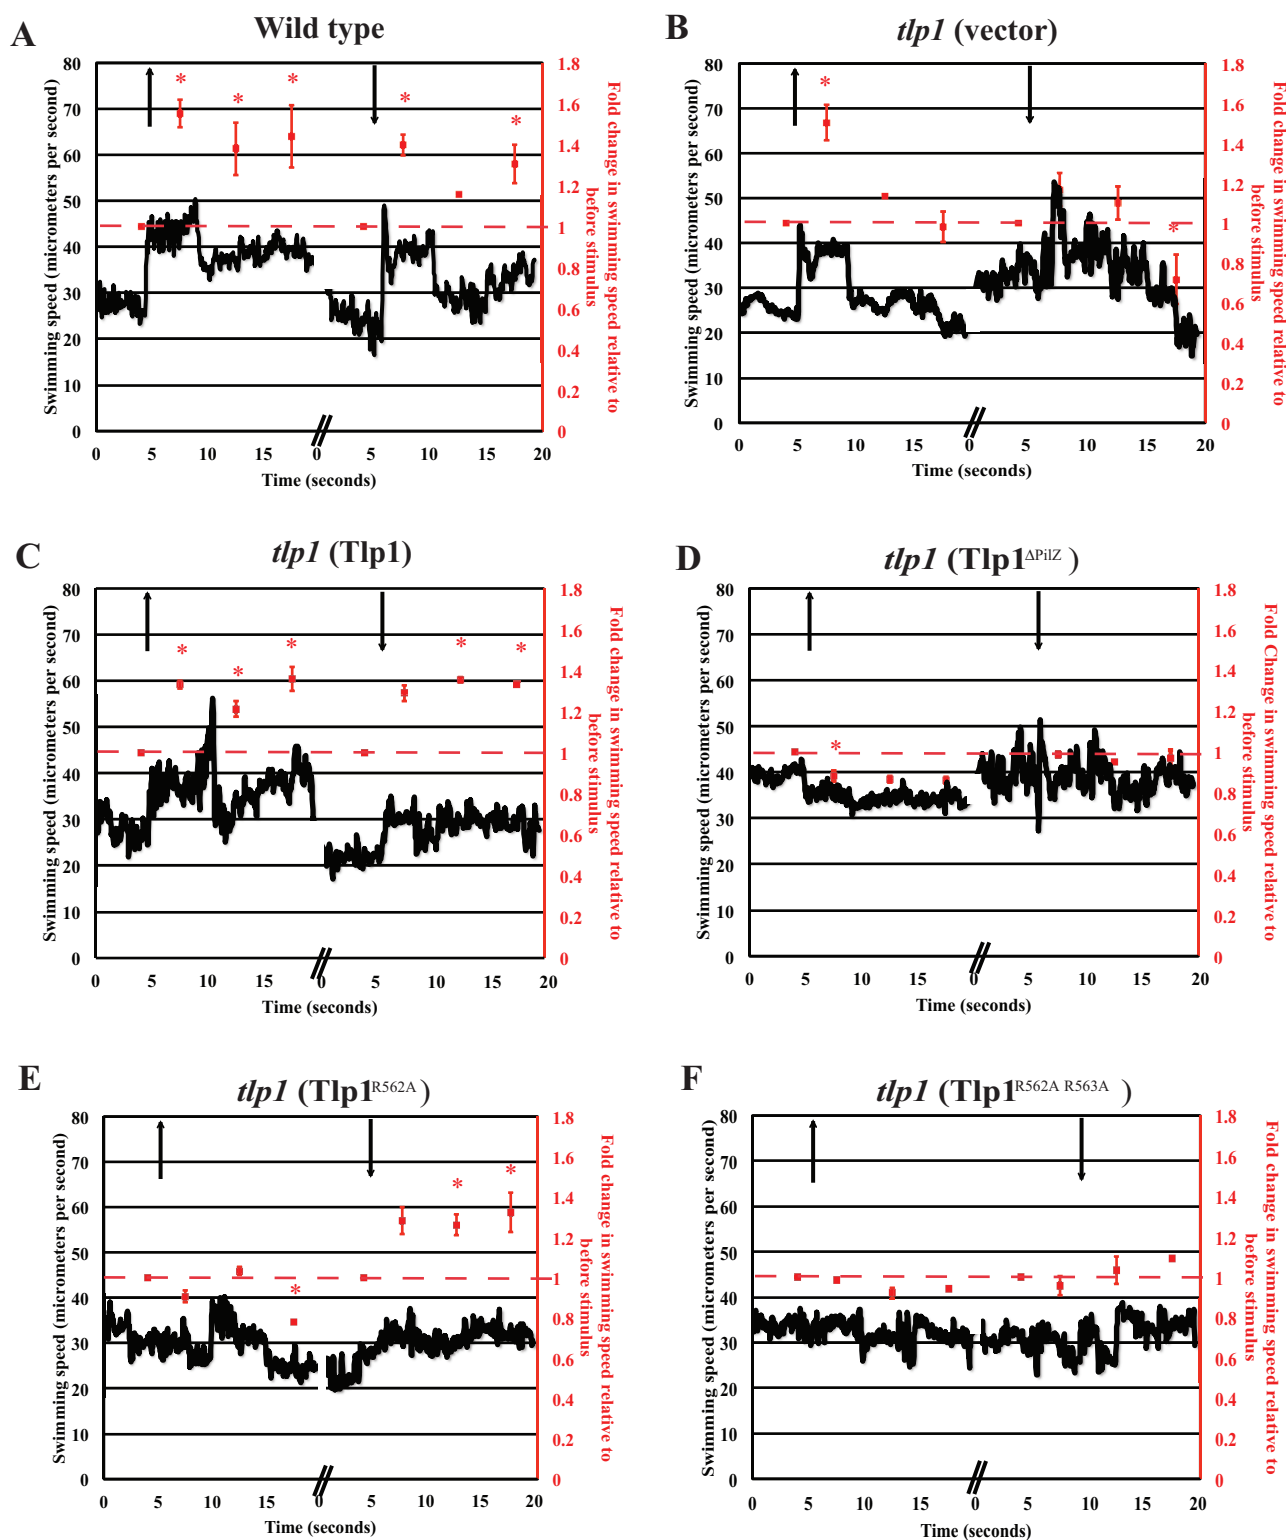 A
Wild type
Swimming speed (micrometers per second)
80
70
60
50
40
30
20
10
0
* * * * *
1.8
1.6
1.4
1.2
1
0.8
0.6
0.4
0.2
0
Fold change in swimming speed relative to
before stimulus
0 5 10 15 0 5 10 15 20
Time (seconds)
B
tlp1 (vector)
Swimming speed (micrometers per second)
80
70
60
50
40
30
20
10
0
* *
1.8
1.6
1.4
1.2
1
0.8
0.6
0.4
0.2
0
Fold change in swimming speed relative to
before stimulus
0 5 10 15 0 5 10 15 20
Time (seconds)
C
tlp1 (Tlp1)
Swimming speed (micrometers per second)
80
70
60
50
40
30
20
10
0
* * * * *
1.8
1.6
1.4
1.2
1
0.8
0.6
0.4
0.2
0
Fold change in swimming speed relative to
before stimulus
0 5 10 15 0 5 10 15 20
Time (seconds)
D
tlp1 (Tlp1ΔPilZ )
Swimming speed (micrometers per second)
80
70
60
50
40
30
20
10
0
*
1.8
1.6
1.4
1.2
1
0.8
0.6
0.4
0.2
0
Fold Change in swimming speed relative to
before stimulus
0 5 10 15 0 5 10 15 20
Time (seconds)
E
tlp1 (Tlp1R562A )
Swimming speed (micrometers per second)
80
70
60
50
40
30
20
10
0
* * *
1.8
1.6
1.4
1.2
1
0.8
0.6
0.4
0.2
0
Fold change in swimming speed relative to
before stimulus
0 5 10 15 0 5 10 15 20
Time (seconds)
F
tlp1 (Tlp1R562A R563A )
Swimming speed (micrometers per second)
80
70
60
50
40
30
20
10
0
1.8
1.6
1.4
1.2
1
0.8
0.6
0.4
0.2
0
Fold change in swimming speed relative to
before stimulus
0 5 10 15 0 5 10 15 20
Time (seconds)